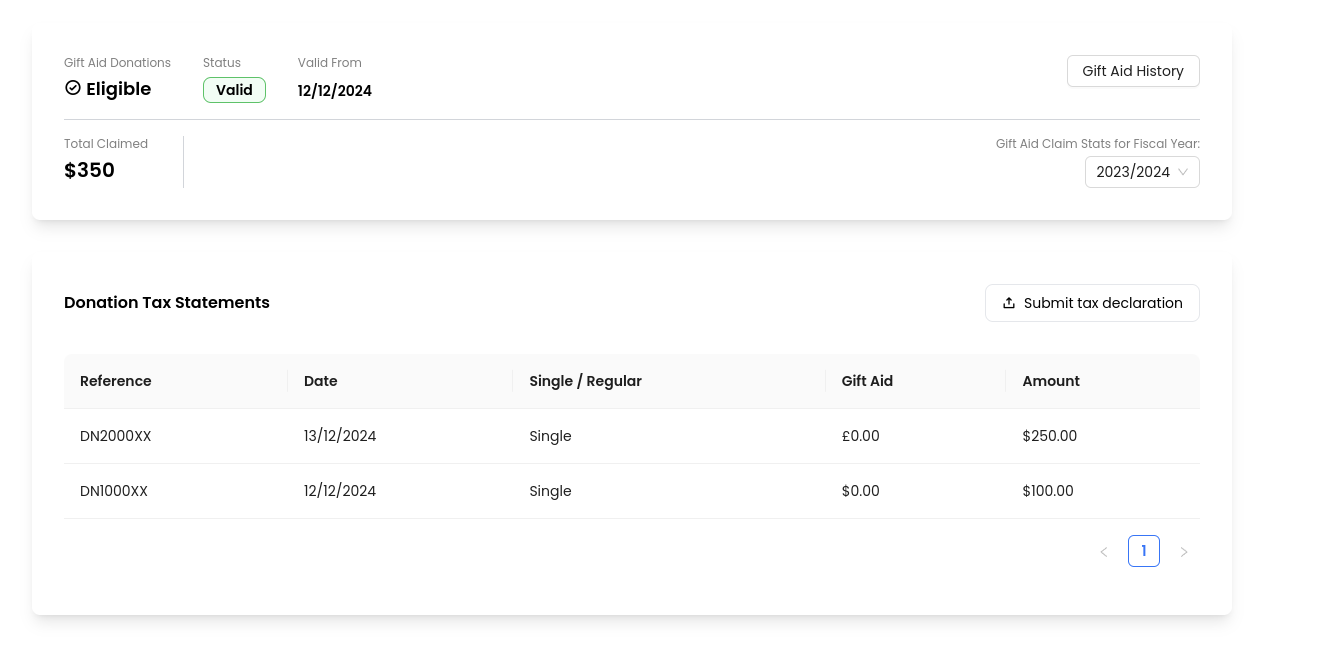 Gift Aid Donations Status Valid From
Eligible Valid 12/12/2024 Gift Aid History
Total Claimed Gift Aid Claim Stats for Fiscal Year:
$350 2023/2024
Donation Tax Statements Submit tax declaration
Reference Date Single / Regular Gift Aid Amount
DN2000XX 13/12/2024 Single £0.00 $250.00
DN1000XX 12/12/2024 Single $0.00 $100.00
< 1 >